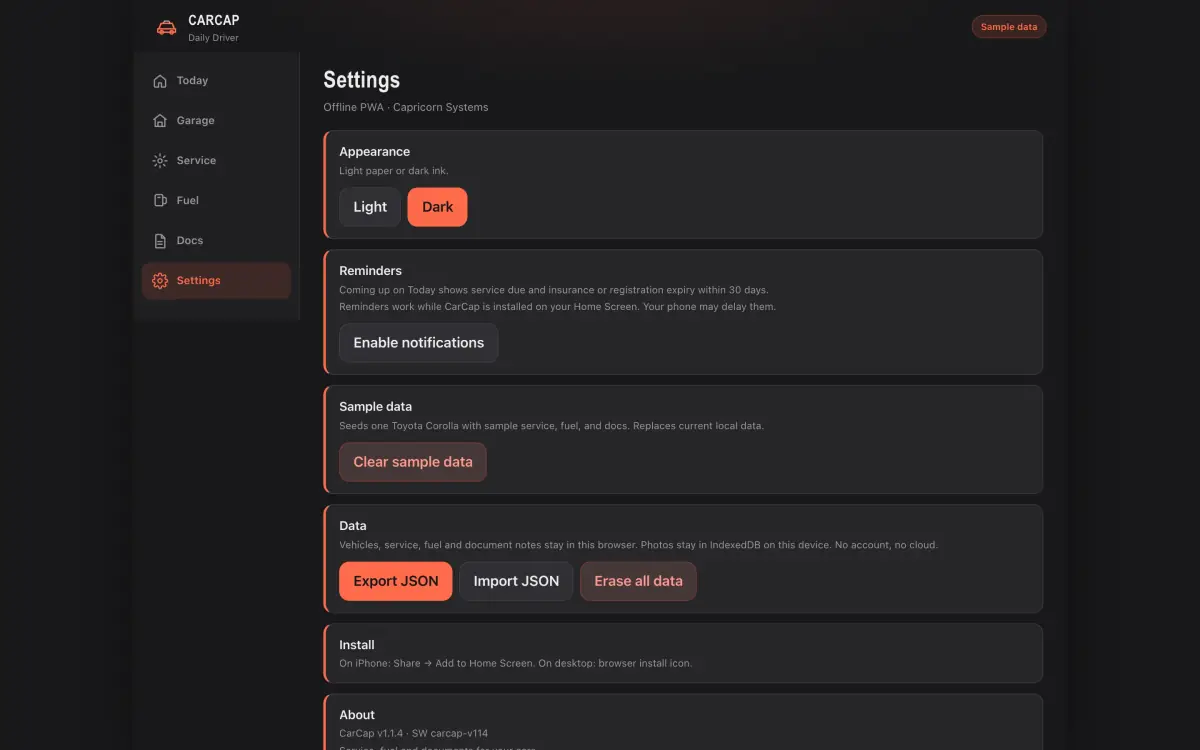 CARCAP
Daily Driver
Sample data
Today
Garage
Service
Fuel
Docs
Settings
Settings
Offline PWA · Capricorn Systems
Appearance
Light paper or dark ink.
Light
Dark
Reminders
Coming up on Today shows service due and insurance or registration expiry within 30 days.
Reminders work while CarCap is installed on your Home Screen. Your phone may delay them.
Enable notifications
Sample data
Seeds one Toyota Corolla with sample service, fuel, and docs. Replaces current local data.
Clear sample data
Data
Vehicles, service, fuel and document notes stay in this browser. Photos stay in IndexedDB on this device. No account, no cloud.
Export JSON
Import JSON
Erase all data
Install
On iPhone: Share → Add to Home Screen. On desktop: browser install icon.
About
CarCap v1.1.4 · SW carcap-v114